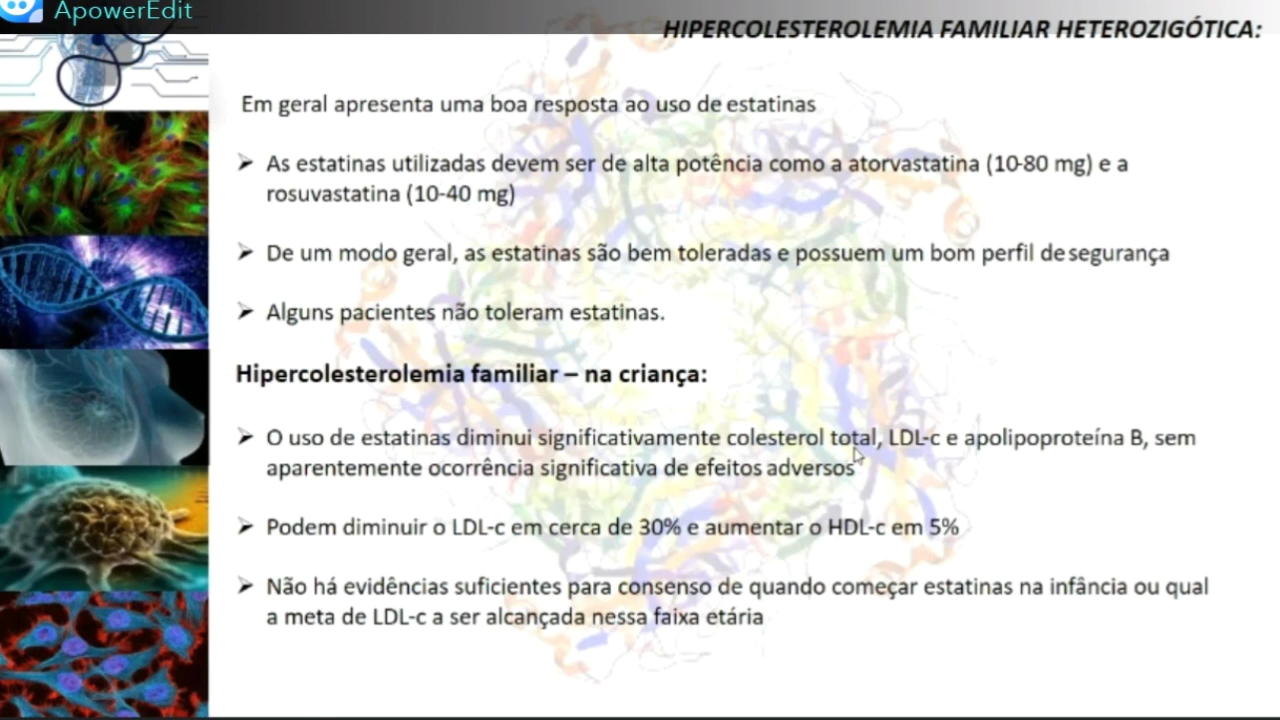 ApowerEdit
HIPERCOLESTEROLEMIA FAMILIAR HETEROZIGÓTICA:
Em geral apresenta uma boa resposta ao uso de estatinas
➤ As estatinas utilizadas devem ser de alta potência como a atorvastatina (10-80 mg) e a
rosuvastatina (10-40 mg)
➤ De um modo geral, as estatinas são bem toleradas e possuem um bom perfil de segurança
➤ Alguns pacientes não toleram estatinas.
Hipercolesterolemia familiar – na criança:
➤ O uso de estatinas diminui significativamente colesterol total, LDL-c e apolipoproteína B, sem
aparentemente ocorrência significativa de efeitos adversos
➤ Podem diminuir o LDL-c em cerca de 30% e aumentar o HDL-c em 5%
➤ Não há evidências suficientes para consenso de quando começar estatinas na infância ou qual
a meta de LDL-c a ser alcançada nessa faixa etária